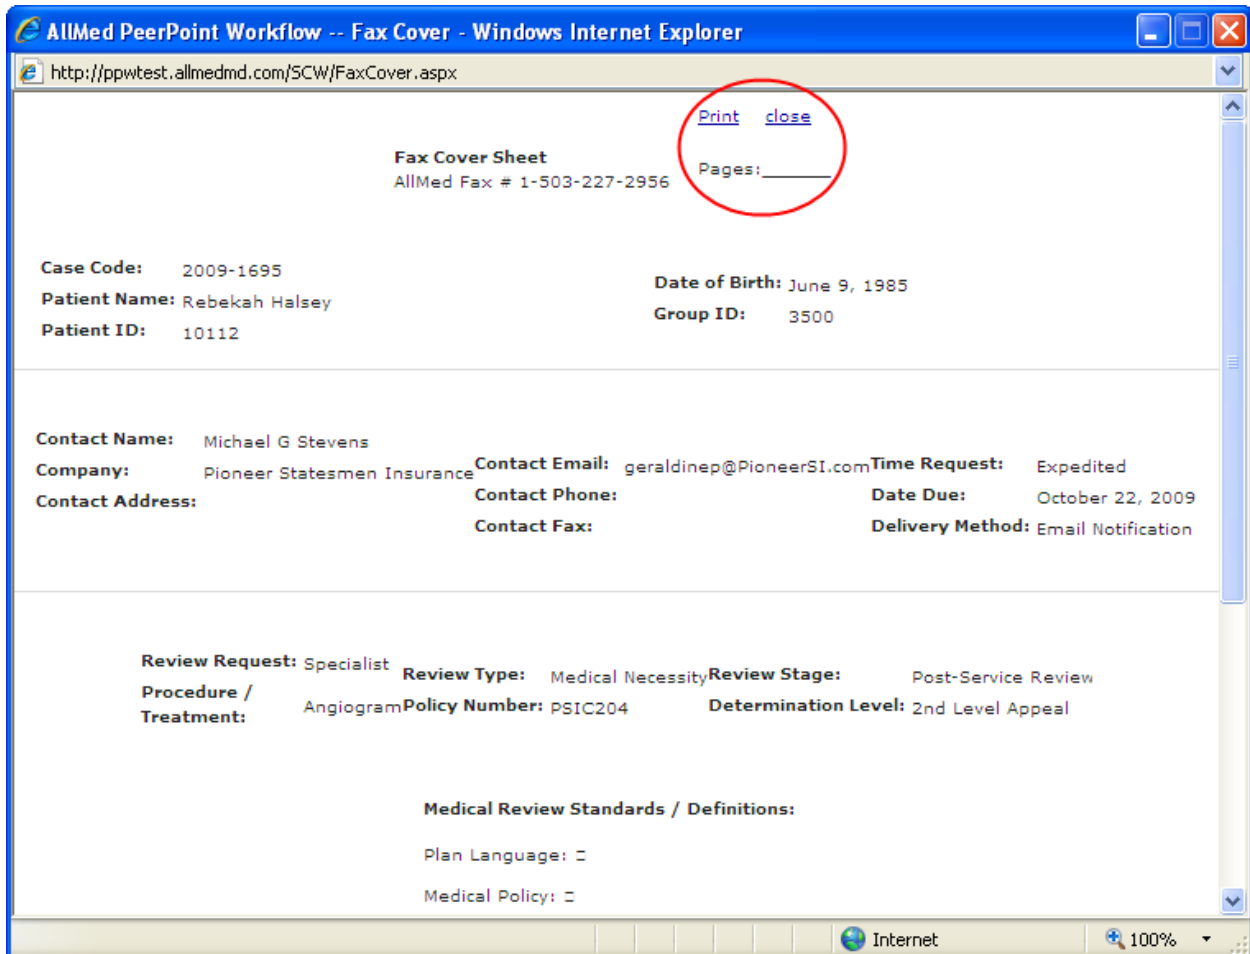 AllMed PeerPoint Workflow -- Fax Cover - Windows Internet Explorer
http://ppwtest.allmedmd.com/SCW/FaxCover.aspx
Print close
Fax Cover Sheet
AllMed Fax # 1-503-227-2956
Pages:______
Case Code: 2009-1695
Patient Name: Rebekah Halsey
Patient ID: 10112
Date of Birth: June 9, 1985
Group ID: 3500
Contact Name: Michael G Stevens
Company: Pioneer Statesmen Insurance
Contact Address:
Contact Email: geraldinep@PioneerSI.com
Contact Phone:
Contact Fax:
Time Request: Expedited
Date Due: October 22, 2009
Delivery Method: Email Notification
Review Request: Specialist
Procedure /
Treatment: Angiogram
Review Type: Medical Necessity
Policy Number: PSIC204
Review Stage: Post-Service Review
Determination Level: 2nd Level Appeal
Medical Review Standards / Definitions:
Plan Language:
Medical Policy:
Internet
100%